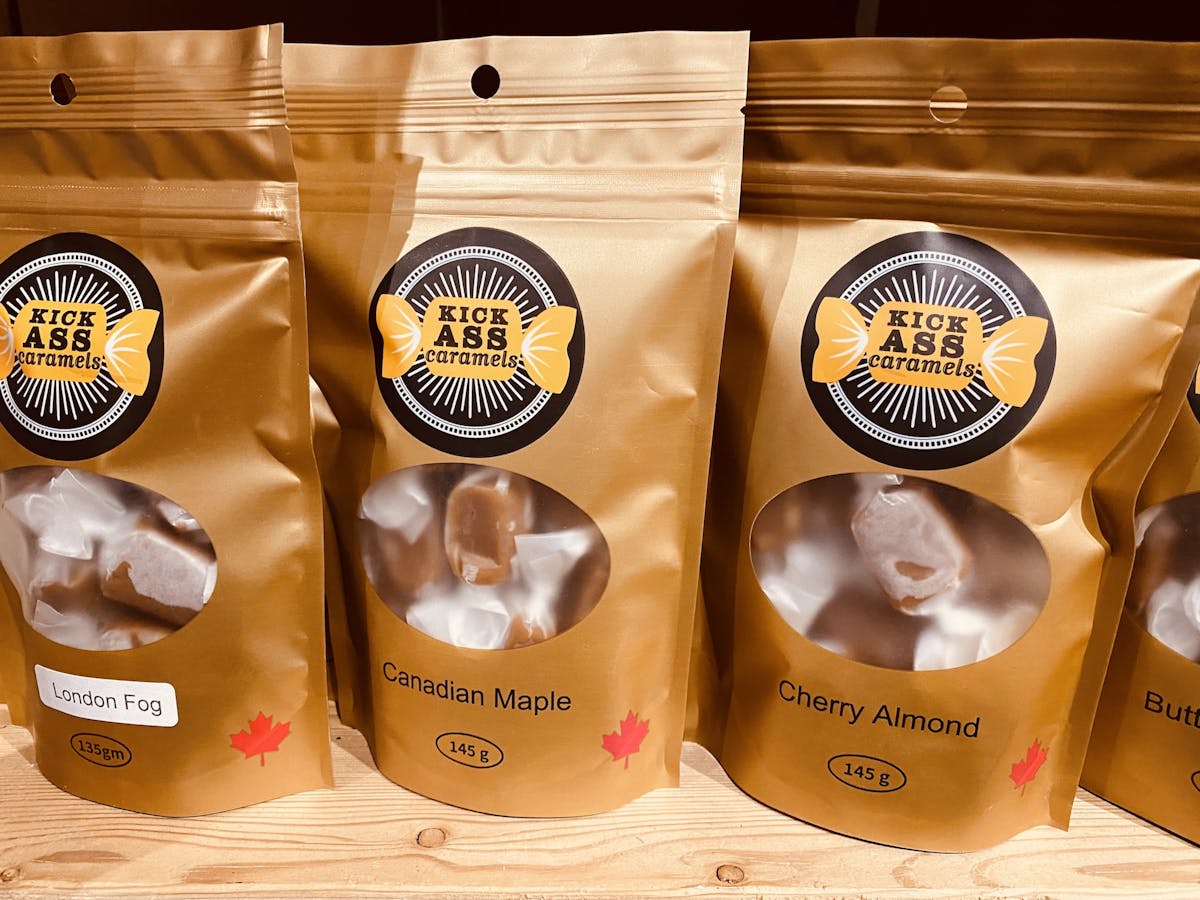 KICK
ASS
caramels
London Fog
135gm
KICK
ASS
caramels
Canadian Maple
145 g
KICK
ASS
caramels
Cherry Almond
145 g